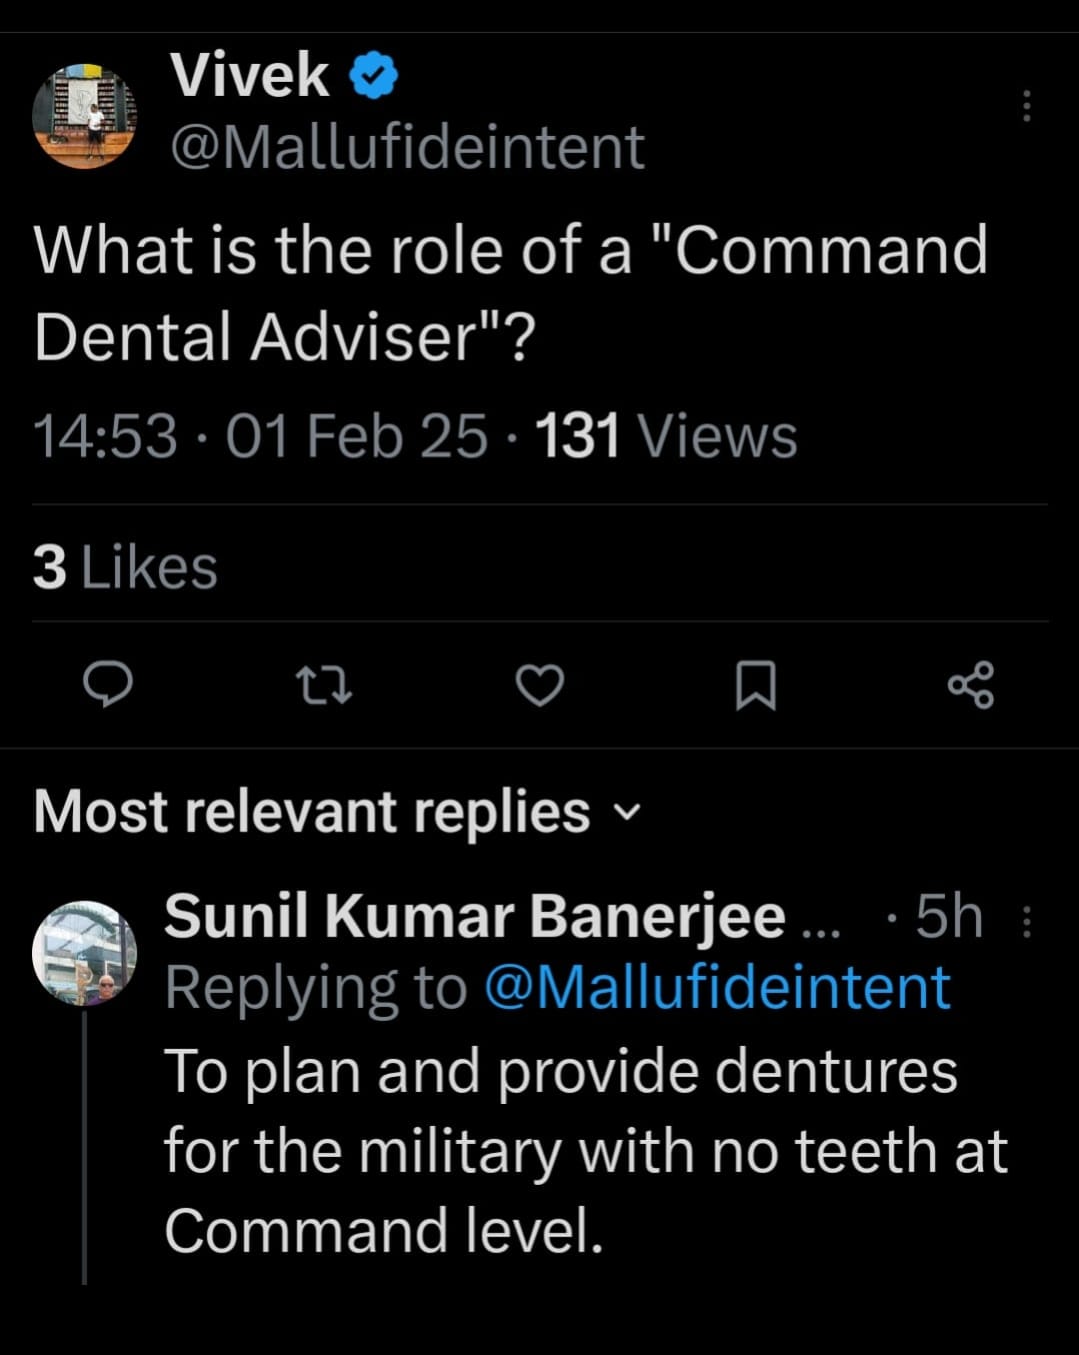 Vivek
@Mallufideintent
What is the role of a "Command
Dental Adviser"?
14:53 · 01 Feb 25 · 131 Views
3 Likes
Most relevant replies
Sunil Kumar Banerjee ... · 5h
Replying to @Mallufideintent
To plan and provide dentures
for the military with no teeth at
Command level.